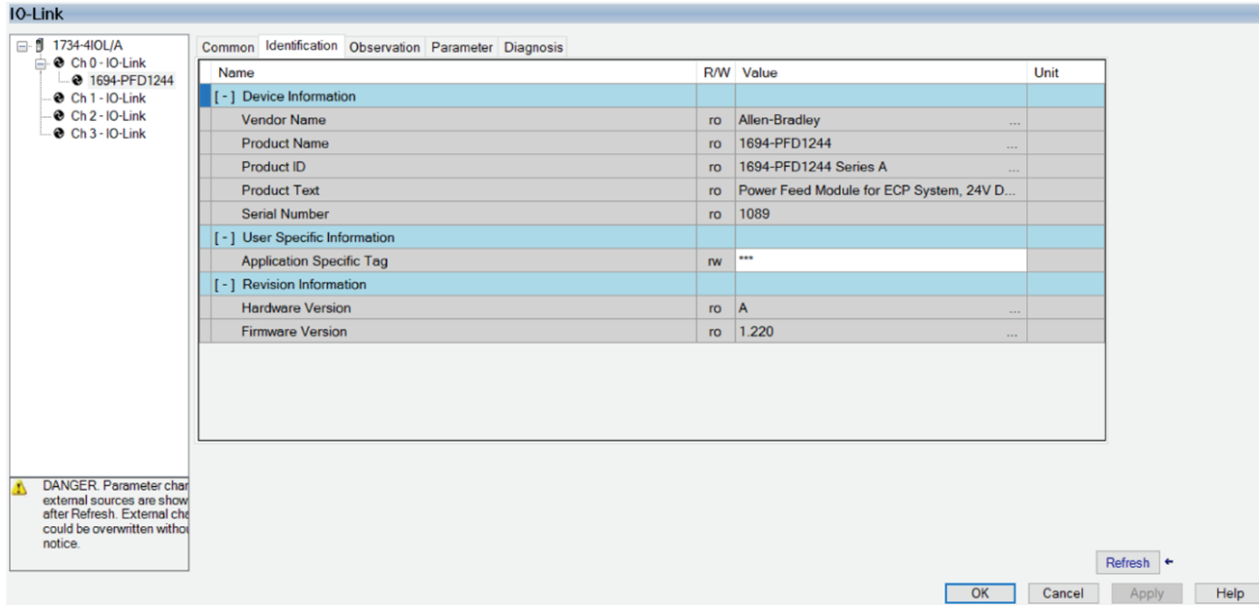 IO-Link
1734-4IOL/A
Ch 0 - IO-Link
1694-PFD1244
Ch 1 - IO-Link
Ch 2 - IO-Link
Ch 3 - IO-Link
Common Identification Observation Parameter Diagnosis
Name R/W Value Unit
[ - ] Device Information
Vendor Name ro Allen-Bradley ...
Product Name ro 1694-PFD1244 ...
Product ID ro 1694-PFD1244 Series A ...
Product Text ro Power Feed Module for ECP System, 24V D...
Serial Number ro 1089
[ - ] User Specific Information
Application Specific Tag rw ***
[ - ] Revision Information
Hardware Version ro A ...
Firmware Version ro 1.220 ...
DANGER. Parameter char
external sources are show
after Refresh. External cha
could be overwritten withou
notice.
Refresh
OK Cancel Apply Help